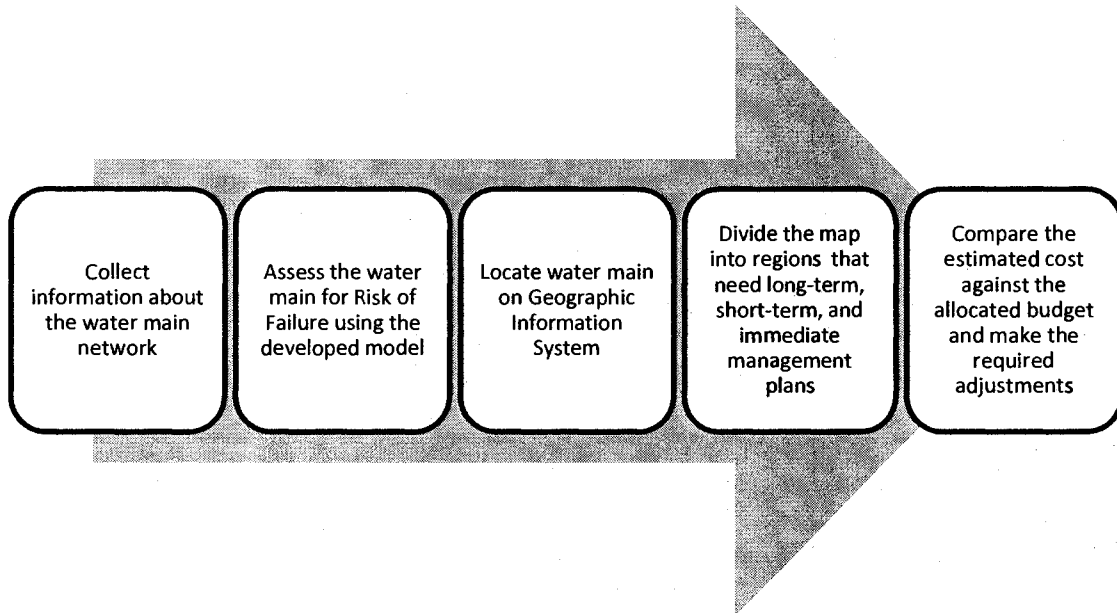 Collect
information about
the water main
network
Assess the water
main for Risk of
Failure using the
developed model
Locate water main
on Geographic
Information
System
Divide the map
into regions that
need long-term,
short-term, and
immediate
management
plans
Compare the
estimated cost
against the
allocated budget
and make the
required
adjustments